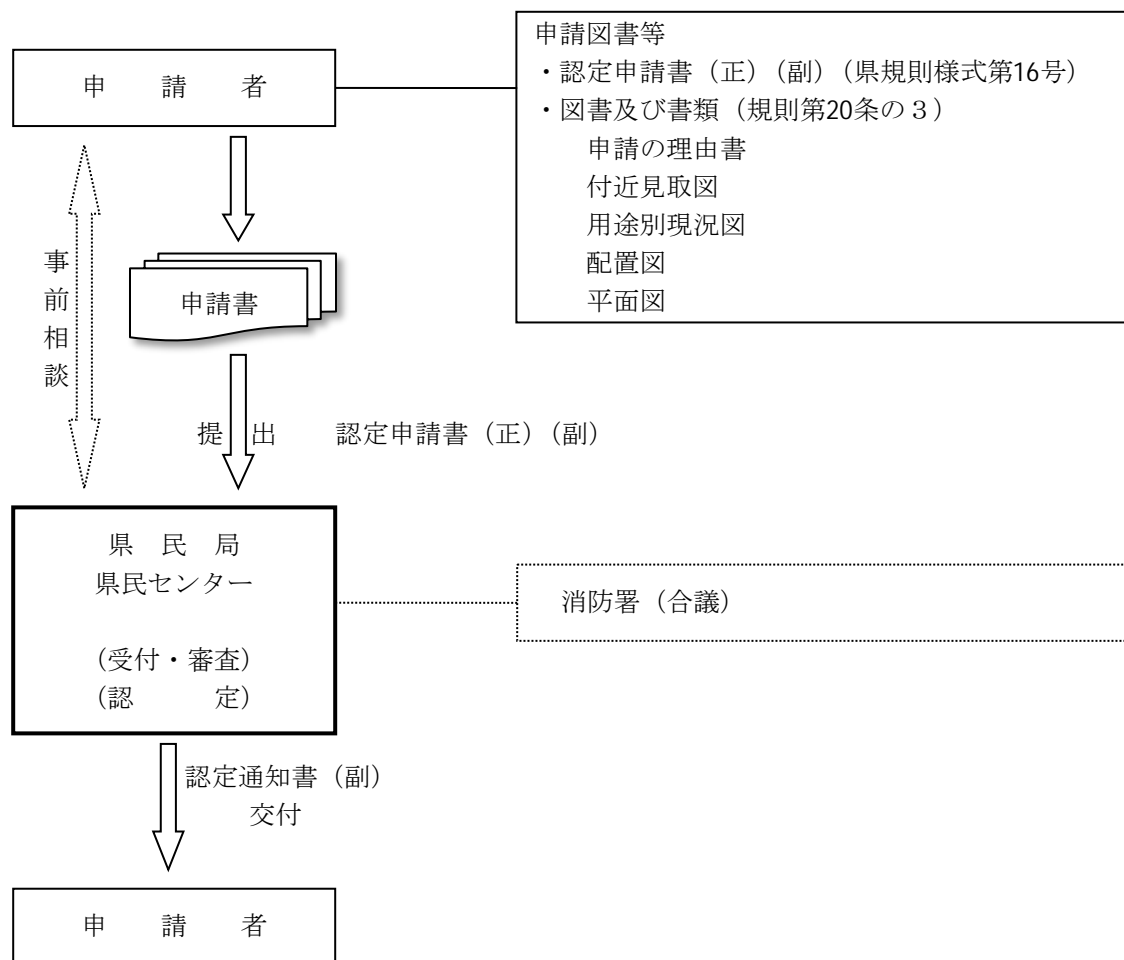 申請者
申請図書等
・認定申請書（正）（副）（県規則様式第16号）
・図書及び書類（規則第20条の３）
申請の理由書
付近見取図
用途別現況図
配置図
平面図
事前相談
申請書
提出　認定申請書（正）（副）
県民局
県民センター
（受付・審査）
（認　　定）
消防署（合議）
認定通知書（副）
交付
申請者